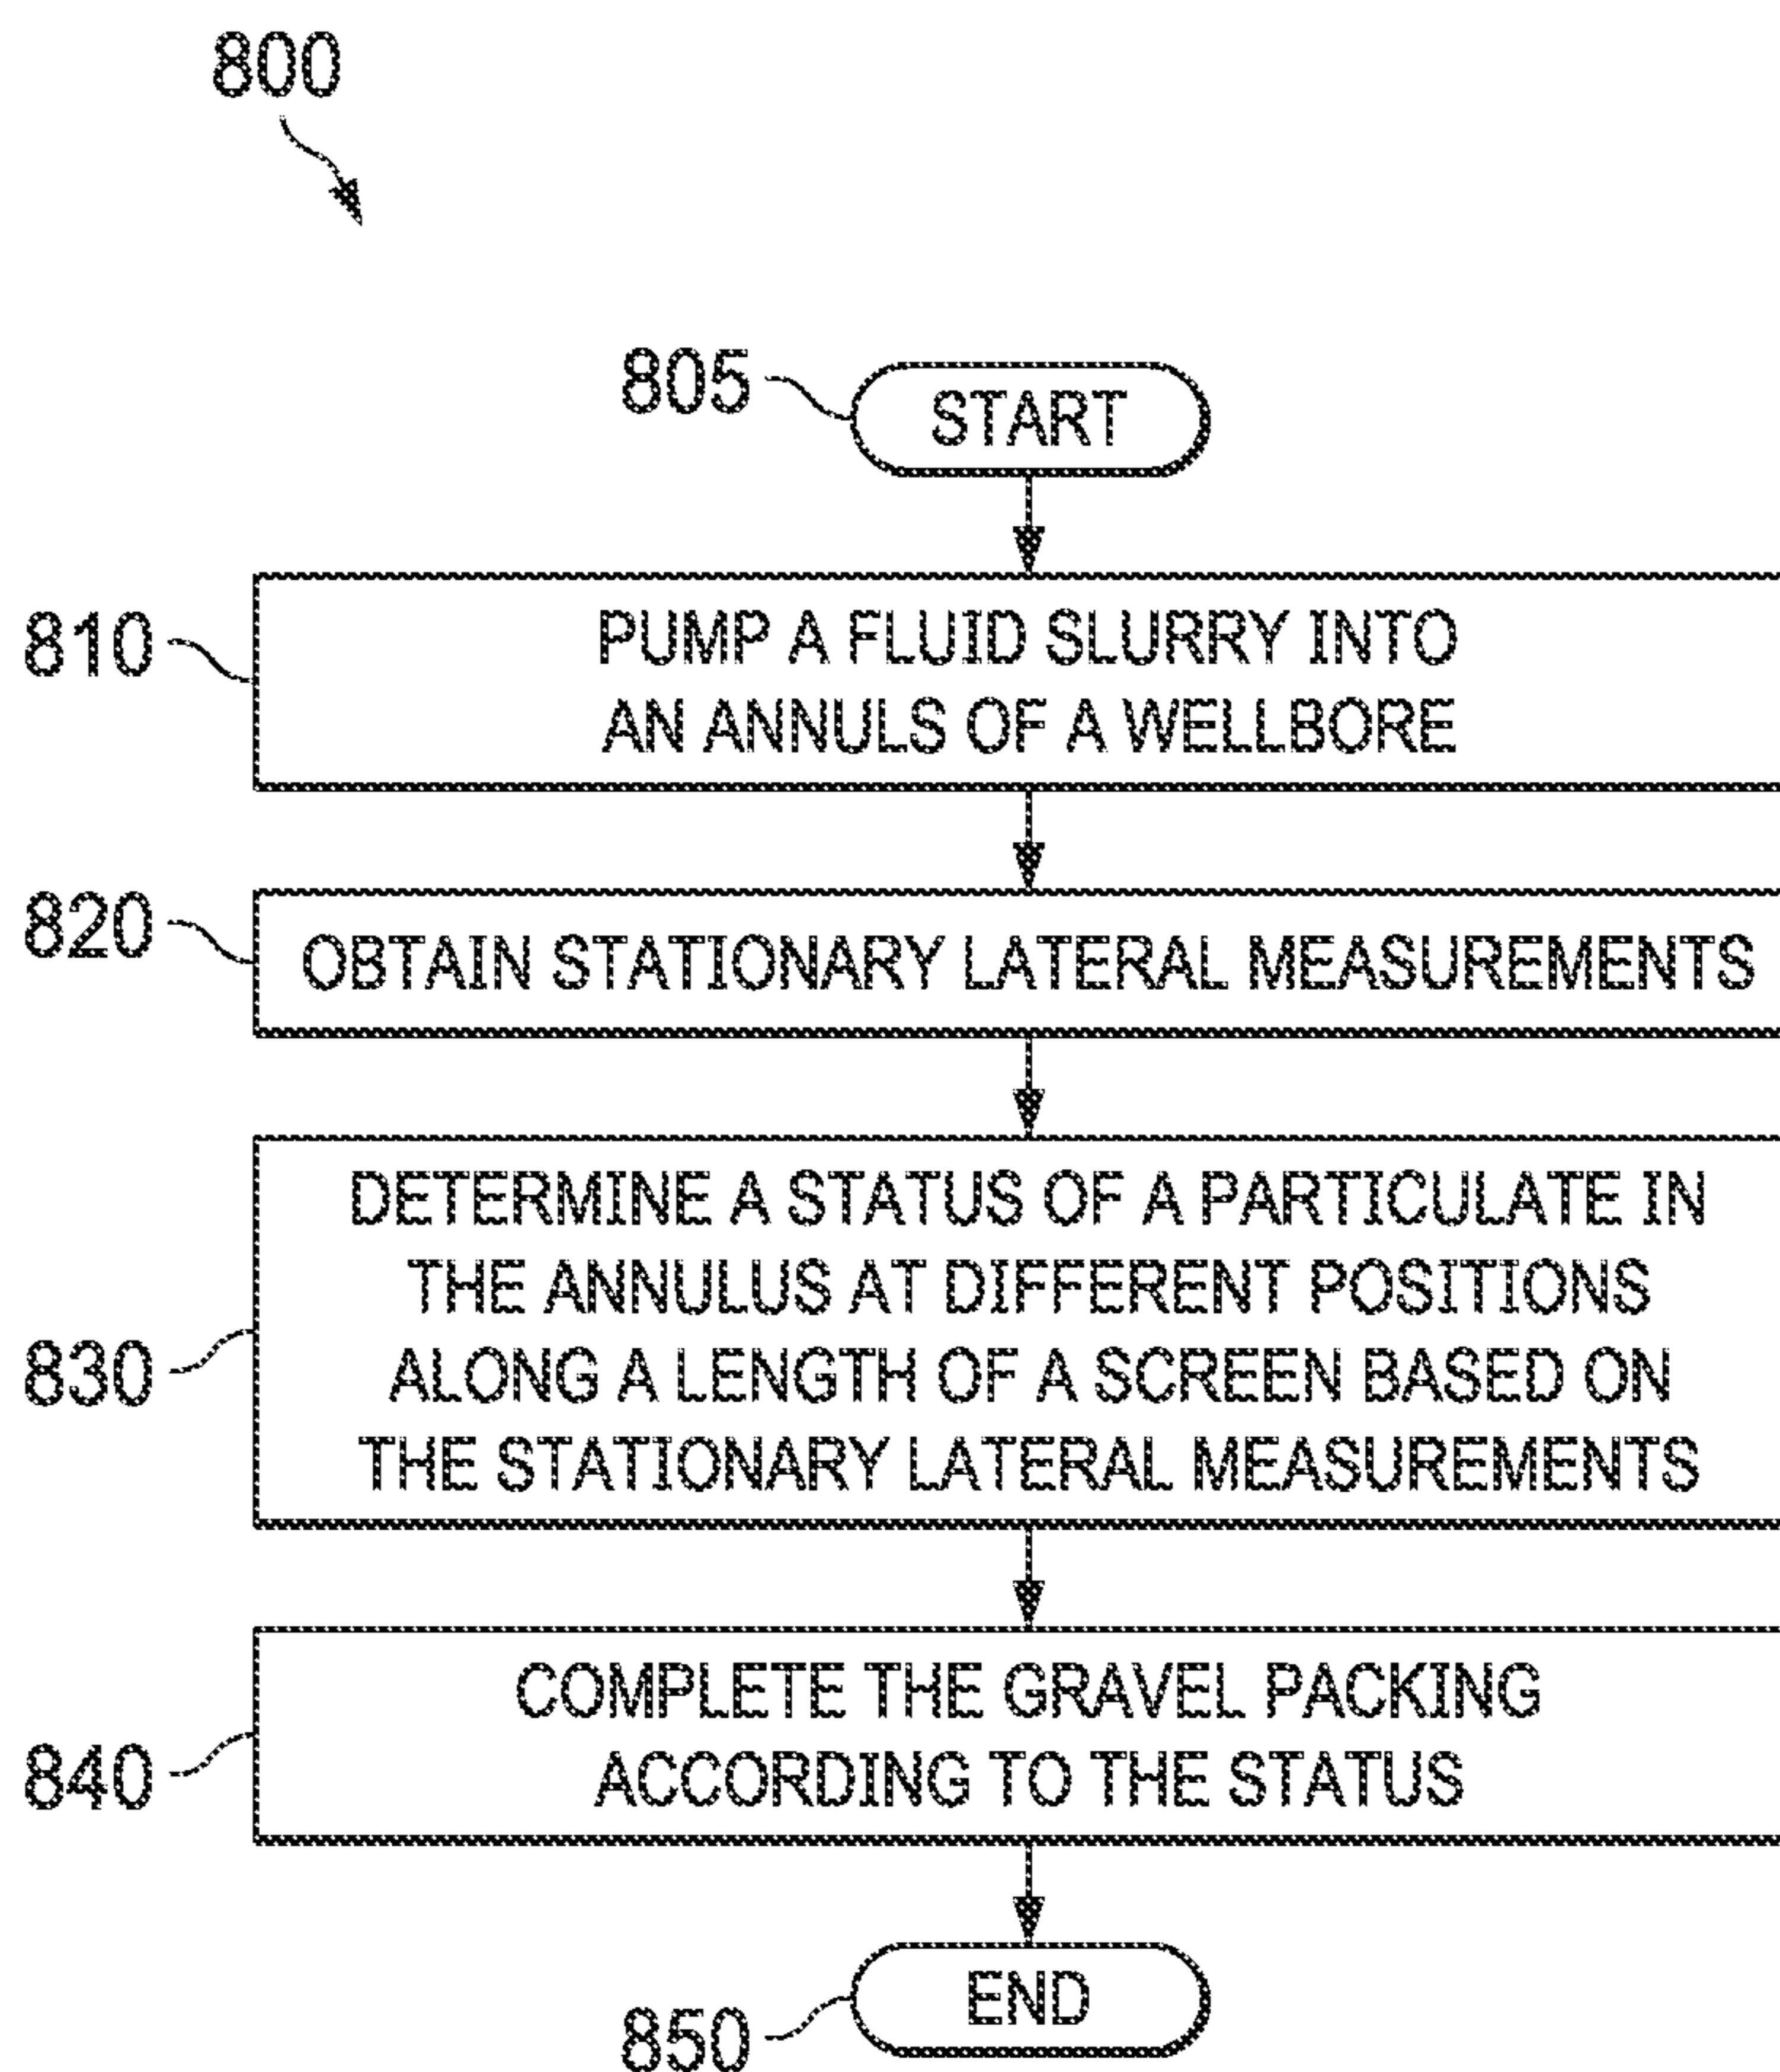 800
805
START
810
PUMP A FLUID SLURRY INTO
AN ANNULS OF A WELLBORE
820
OBTAIN STATIONARY LATERAL MEASUREMENTS
830
DETERMINE A STATUS OF A PARTICULATE IN
THE ANNULUS AT DIFFERENT POSITIONS
ALONG A LENGTH OF A SCREEN BASED ON
THE STATIONARY LATERAL MEASUREMENTS
840
COMPLETE THE GRAVEL PACKING
ACCORDING TO THE STATUS
850
END